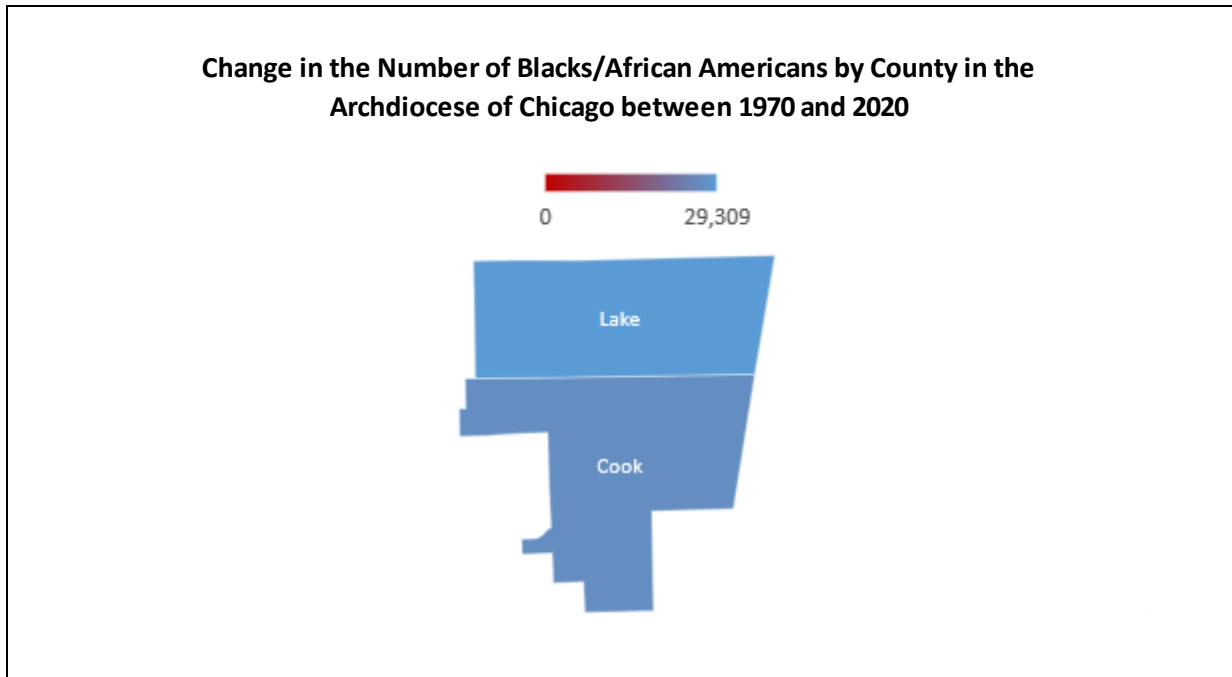 Change in the Number of Blacks/African Americans by County in the
Archdiocese of Chicago between 1970 and 2020
0 29,309
Lake
Cook